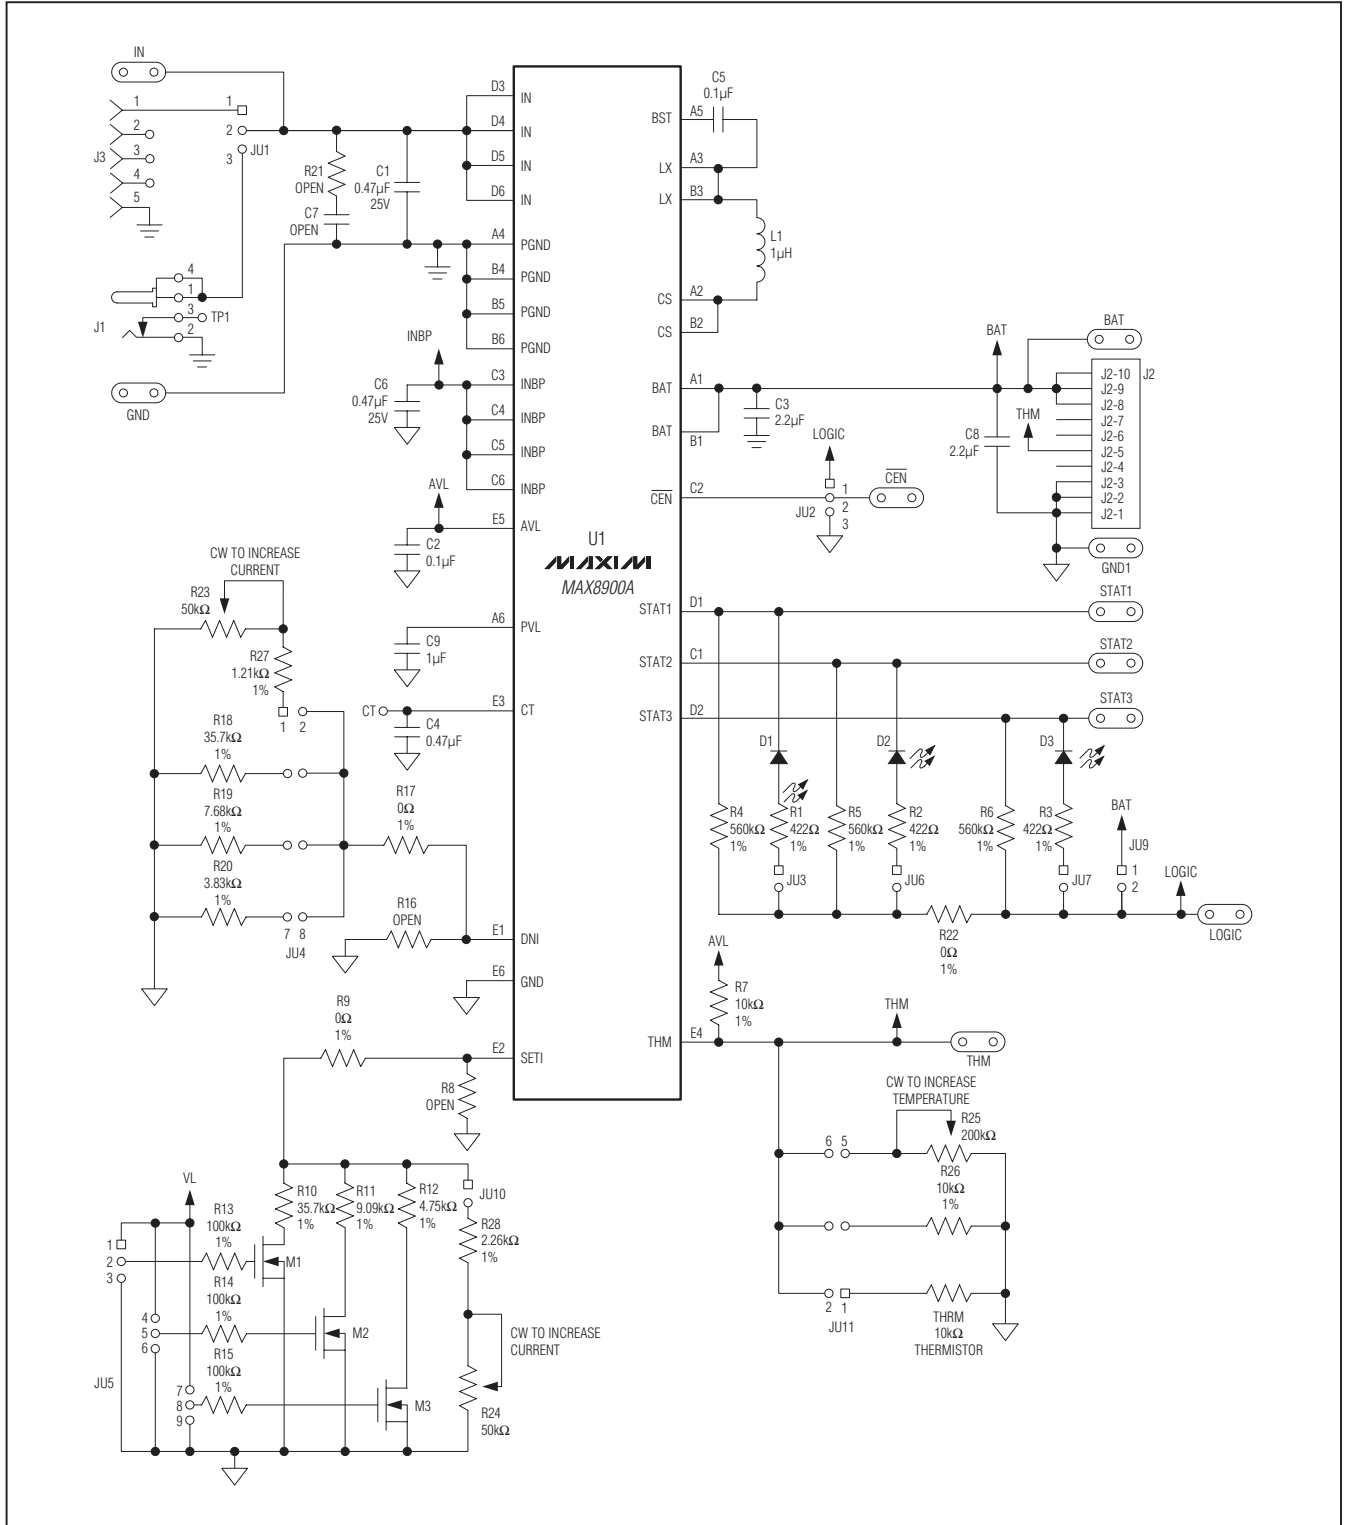 IN
J3
1
2
3
4
5
1
2
3
JU1
J1
4
1
3
2
TP1
GND
R21
OPEN
C7
OPEN
C1
0.47µF
25V
D3
IN
D4
IN
D5
IN
D6
IN
A4
PGND
B4
PGND
B5
PGND
B6
PGND
INBP
C6
0.47µF
25V
C3
INBP
C4
INBP
C5
INBP
C6
INBP
AVL
E5
AVL
C2
0.1µF
A6
PVL
C9
1µF
CT
E3
CT
C4
0.47µF
CW TO INCREASE
CURRENT
R23
50kΩ
R27
1.21kΩ
1%
1 2
R18
35.7kΩ
1%
R19
7.68kΩ
1%
R20
3.83kΩ
1%
7 8
JU4
R17
0Ω
1%
R16
OPEN
E1
DNI
E6
GND
R9
0Ω
1%
E2
SETI
R8
OPEN
U1
MAXIM
MAX8900A
BST
A5
C5
0.1µF
LX
A3
LX
B3
L1
1µH
CS
A2
CS
B2
BAT
A1
BAT
B1
C3
2.2µF
BAT
BAT
C8
2.2µF
THM
J2-10
J2
J2-9
J2-8
J2-7
J2-6
J2-5
J2-4
J2-3
J2-2
J2-1
GND1
LOGIC
CEN
C2
CEN
1
2
3
JU2
STAT1
D1
STAT1
STAT2
C1
STAT2
STAT3
D2
STAT3
D1
D2
D3
R4
560kΩ
1%
R1
422Ω
1%
JU3
R5
560kΩ
1%
R2
422Ω
1%
JU6
R6
560kΩ
1%
R3
422Ω
1%
JU7
BAT
JU9
1
2
LOGIC
LOGIC
R22
0Ω
1%
AVL
R7
10kΩ
1%
THM
E4
THM
THM
CW TO INCREASE
TEMPERATURE
R25
200kΩ
6 5
R26
10kΩ
1%
2 1
JU11
THRM
10kΩ
THERMISTOR
VL
R13
100kΩ
1%
R14
100kΩ
1%
R15
100kΩ
1%
1
2
3
4
5
6
7
8
9
JU5
R10
35.7kΩ
1%
R11
9.09kΩ
1%
R12
4.75kΩ
1%
JU10
R28
2.26kΩ
1%
M1
M2
M3
CW TO INCREASE
CURRENT
R24
50kΩ